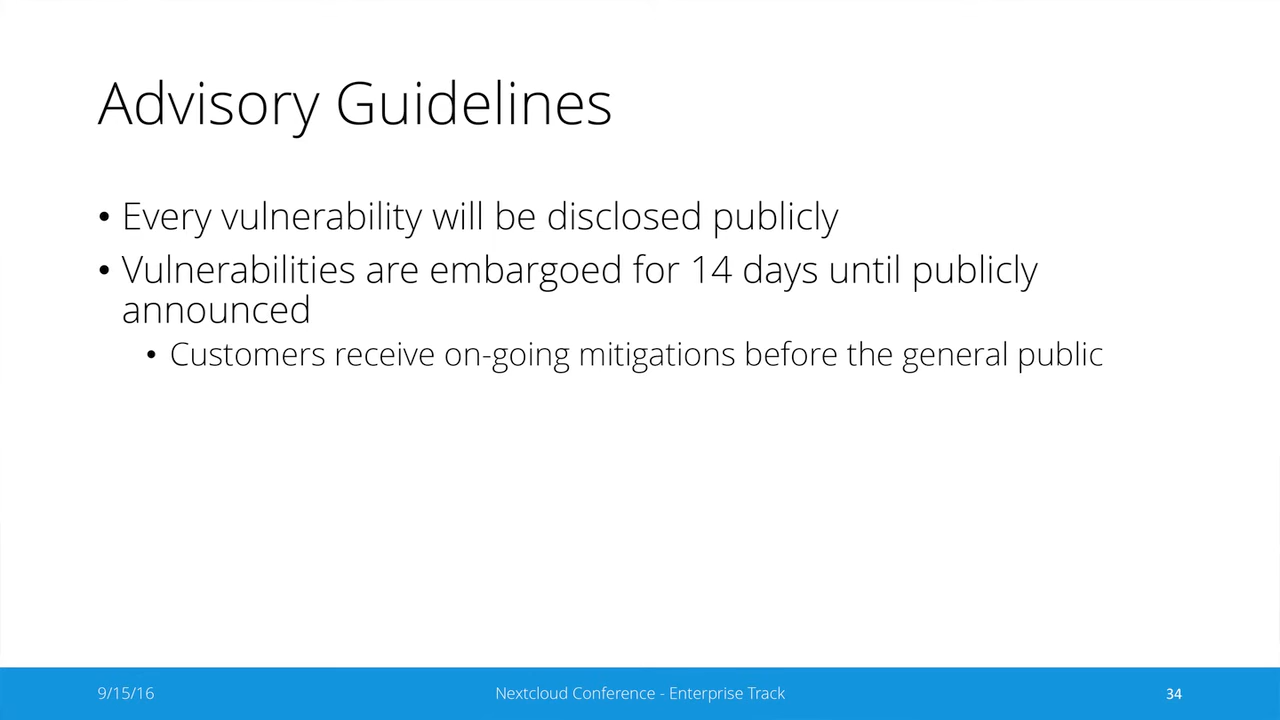 Advisory Guidelines
• Every vulnerability will be disclosed publicly
• Vulnerabilities are embargoed for 14 days until publicly
announced
• Customers receive on-going mitigations before the general public
9/15/16
Nextcloud Conference - Enterprise Track
34